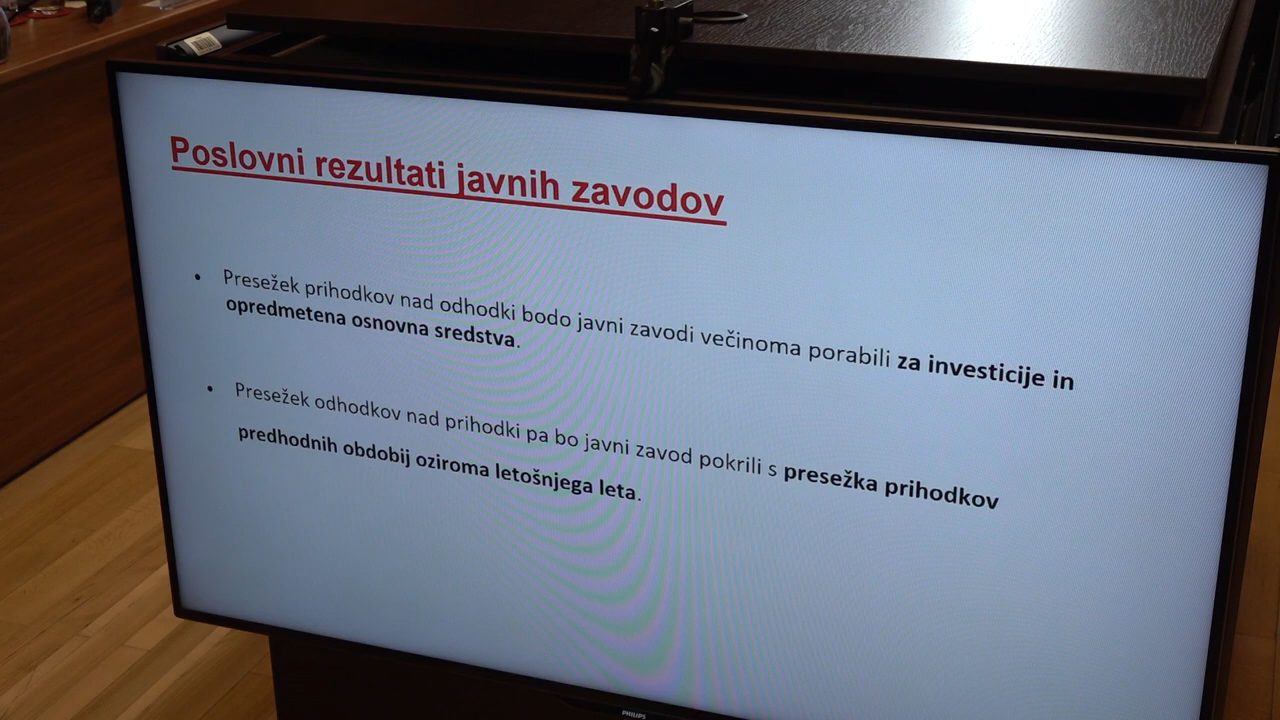 Poslovni rezultati javnih zavodov
• Presežek prihodkov nad odhodki bodo javni zavodi večinoma porabili za investicije in
opredmetena osnovna sredstva.
• Presežek odhodkov nad prihodki pa bo javni zavod pokrili s presežka prihodkov
predhodnih obdobij oziroma letošnjega leta.
PHILIPS